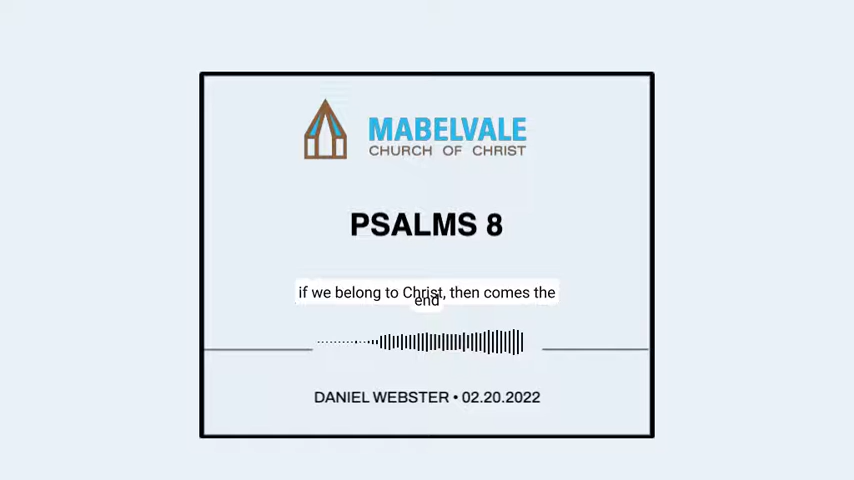 MABELVALE
CHURCH OF CHRIST
PSALMS 8
if we belong to Christ, then comes the
end
DANIEL WEBSTER • 02.20.2022